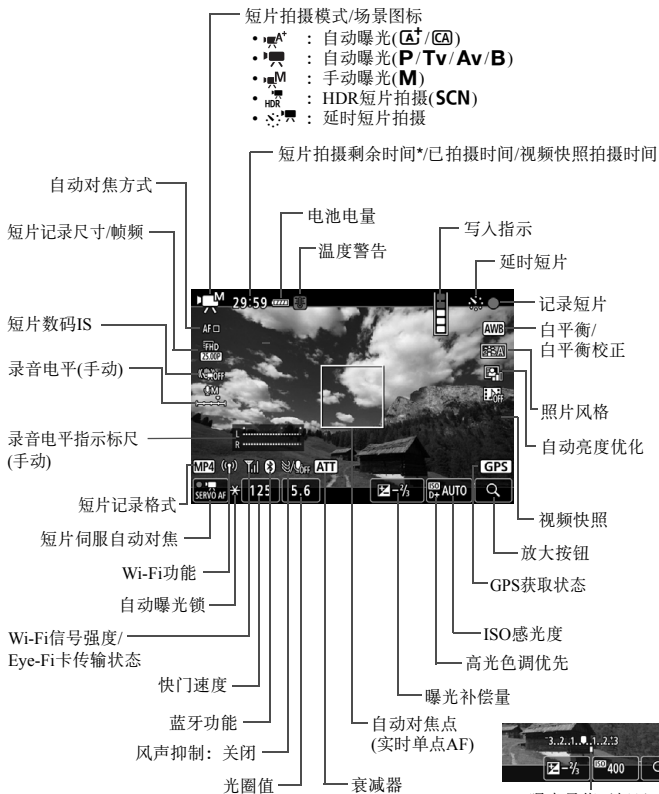 短片拍摄模式/场景图标
• A+ : 自动曝光(A+/CA)
• : 自动曝光(P/Tv/Av/B)
• M : 手动曝光(M)
• HDR : HDR短片拍摄(SCN)
• : 延时短片拍摄
短片拍摄剩余时间*/已拍摄时间/视频快照拍摄时间
自动对焦方式
电池电量
写入指示
短片记录尺寸/帧频
温度警告
延时短片
M 29:59
记录短片
短片数码IS
AF
AWB
白平衡/
白平衡校正
FHD
25.00P
A
OFF
录音电平(手动)
M
OFF
照片风格
自动亮度优化
录音电平指示标尺
(手动)
L
R
MP4 OFF ATT GPS
短片记录格式
SERVO AF 125 5.6 -2/3 ISO D+ AUTO
视频快照
短片伺服自动对焦
放大按钮
Wi-Fi功能
GPS获取状态
自动曝光锁
Wi-Fi信号强度/
Eye-Fi卡传输状态
ISO感光度
高光色调优先
快门速度
曝光补偿量
蓝牙功能
自动对焦点
(实时单点AF)
风声抑制：关闭
光圈值
衰减器
-3..2..1..1..2.:3
-2/3 ISO 400